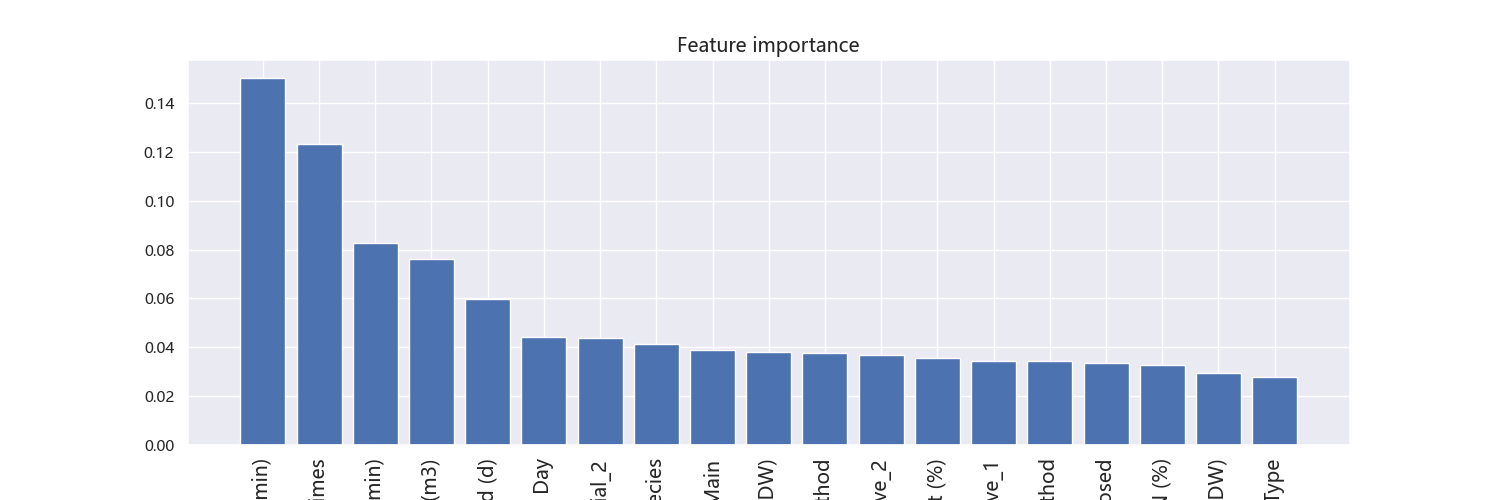 Feature importance
0.14
0.12
0.10
0.08
0.06
0.04
0.02
0.00
min)
imes
min)
(m3)
d (d)
Day
ial_2
ecies
Main
DW)
thod
ve_2
t (%)
ve_1
thod
osed
N (%)
DW)
Type